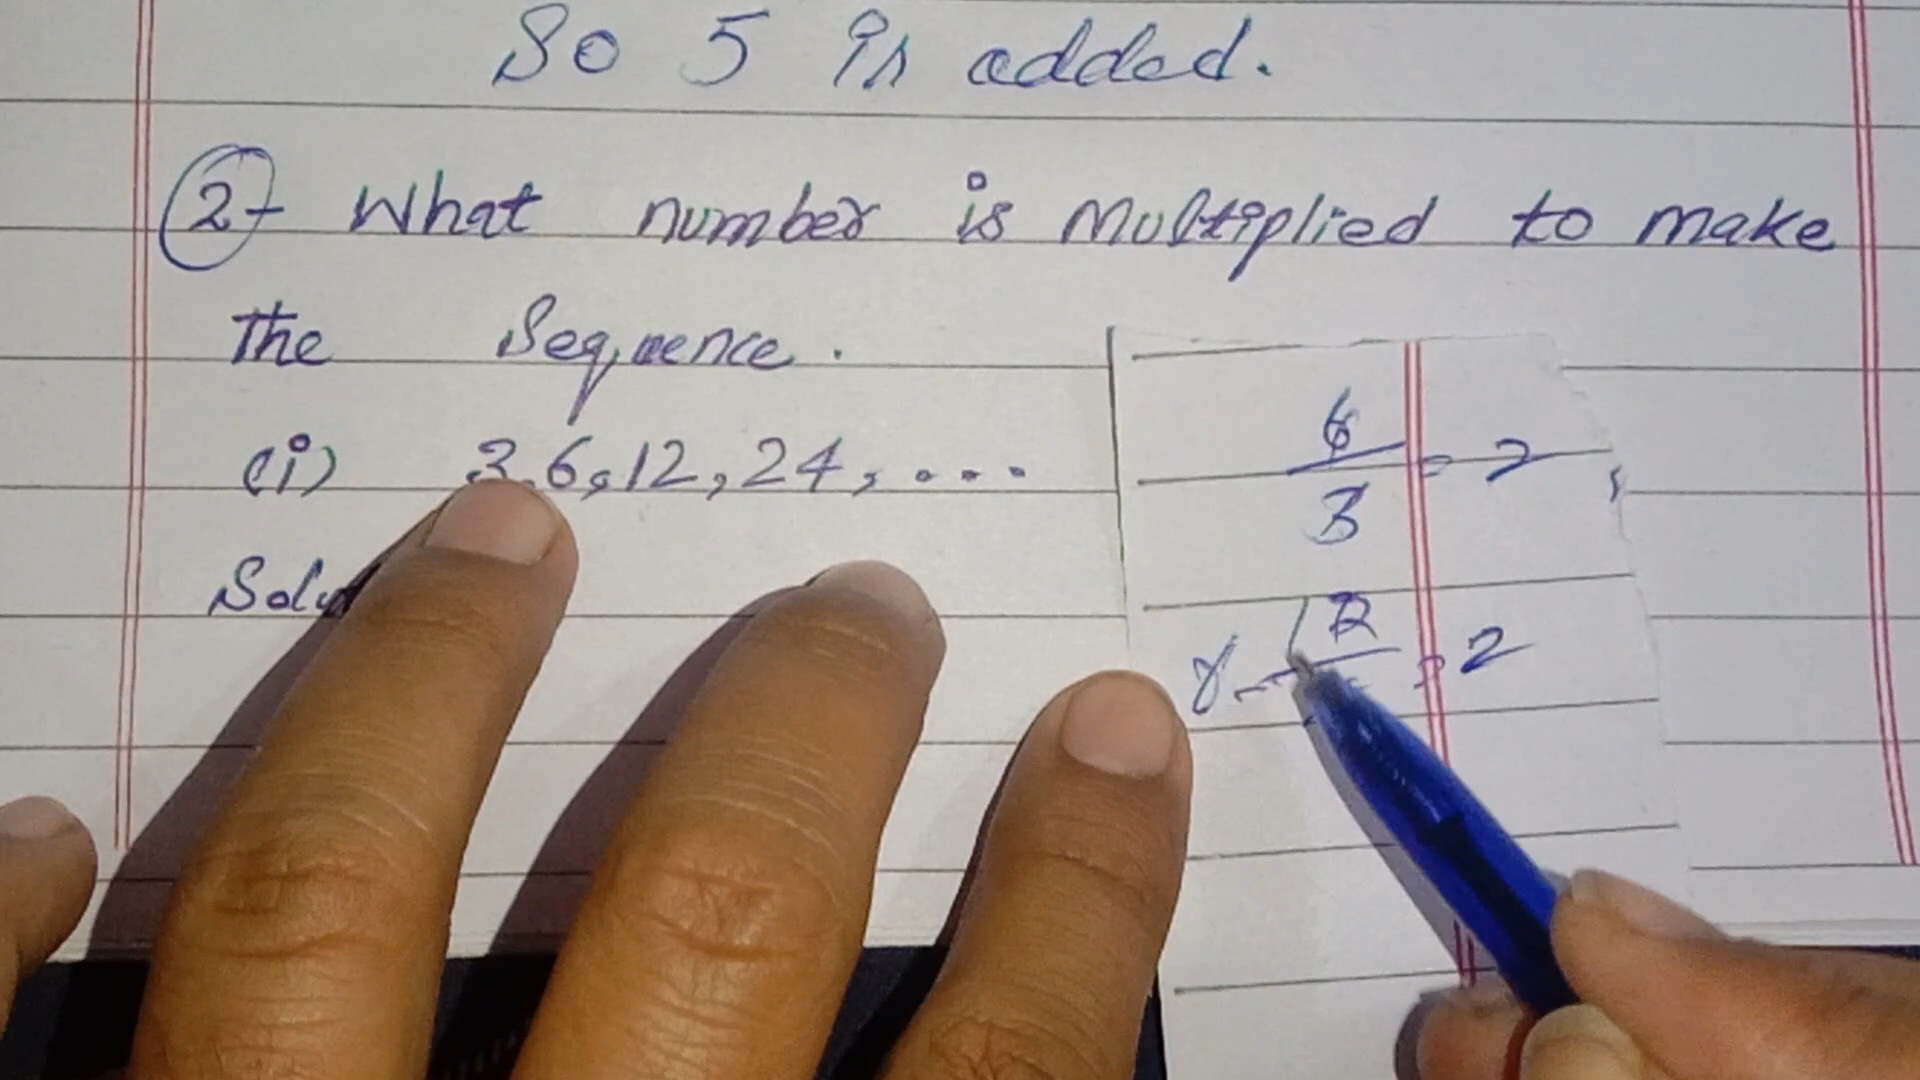 So 5 is added.
2- What number is Multiplied to make
The Sequence.
(i) 3,6,12,24,...
6
3 = 2
12
= 2